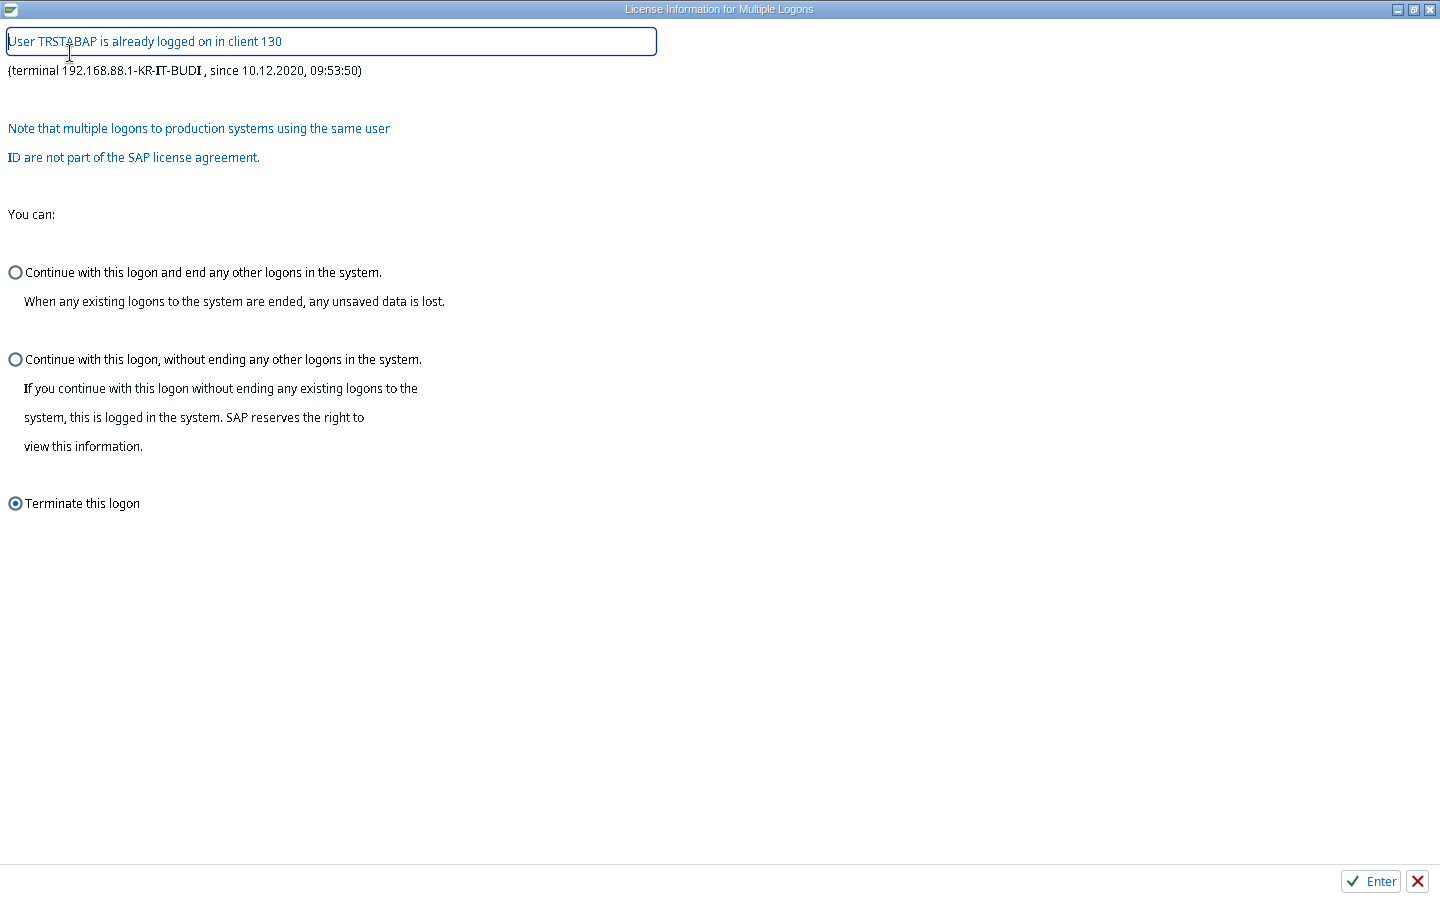 License Information for Multiple Logons
User TRSTABAP is already logged on in client 130
(terminal 192.168.88.1-KR-IT-BUDI , since 10.12.2020, 09:53:50)
Note that multiple logons to production systems using the same user
ID are not part of the SAP license agreement.
You can:
Continue with this logon and end any other logons in the system.
When any existing logons to the system are ended, any unsaved data is lost.
Continue with this logon, without ending any other logons in the system.
If you continue with this logon without ending any existing logons to the
system, this is logged in the system. SAP reserves the right to
view this information.
Terminate this logon
Enter